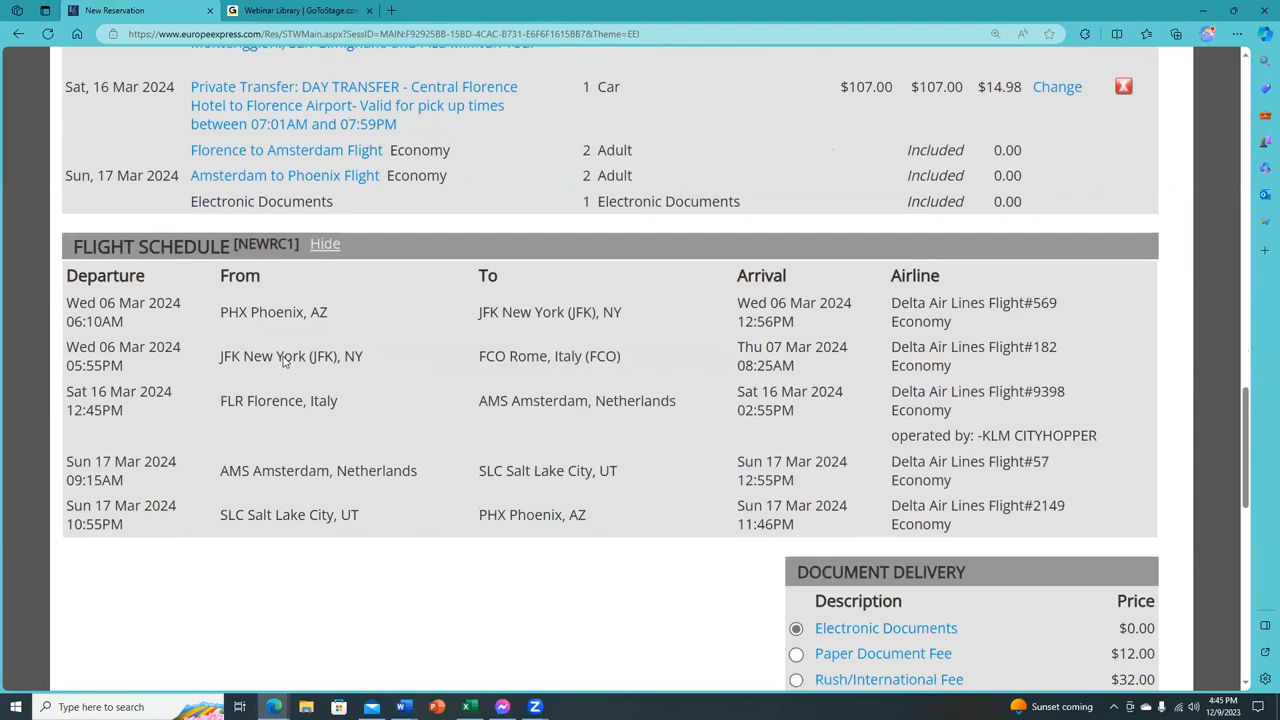 New Reservation
Webinar Library | GoToStage.com
https://www.europeexpress.com/Res/STWMain.aspx?SessID=MAIN:F92925BB-15BD-4CAC-B731-E6F6F1615BB7&Theme=EEI
Sat, 16 Mar 2024 Private Transfer: DAY TRANSFER - Central Florence 1 Car $107.00 $107.00 $14.98 Change X
Hotel to Florence Airport- Valid for pick up times
between 07:01AM and 07:59PM
Florence to Amsterdam Flight Economy 2 Adult Included 0.00
Sun, 17 Mar 2024 Amsterdam to Phoenix Flight Economy 2 Adult Included 0.00
Electronic Documents 1 Electronic Documents Included 0.00
FLIGHT SCHEDULE [NEWRC1] Hide
Departure From To Arrival Airline
Wed 06 Mar 2024 PHX Phoenix, AZ JFK New York (JFK), NY Wed 06 Mar 2024 Delta Air Lines Flight#569
06:10AM 12:56PM Economy
Wed 06 Mar 2024 JFK New York (JFK), NY FCO Rome, Italy (FCO) Thu 07 Mar 2024 Delta Air Lines Flight#182
05:55PM 08:25AM Economy
Sat 16 Mar 2024 FLR Florence, Italy AMS Amsterdam, Netherlands Sat 16 Mar 2024 Delta Air Lines Flight#9398
12:45PM 02:55PM Economy
operated by: -KLM CITYHOPPER
Sun 17 Mar 2024 AMS Amsterdam, Netherlands SLC Salt Lake City, UT Sun 17 Mar 2024 Delta Air Lines Flight#57
09:15AM 12:55PM Economy
Sun 17 Mar 2024 SLC Salt Lake City, UT PHX Phoenix, AZ Sun 17 Mar 2024 Delta Air Lines Flight#2149
10:55PM 11:46PM Economy
DOCUMENT DELIVERY
Description Price
Electronic Documents $0.00
Paper Document Fee $12.00
Rush/International Fee $32.00
Type here to search
Sunset coming
4:45 PM
12/9/2023